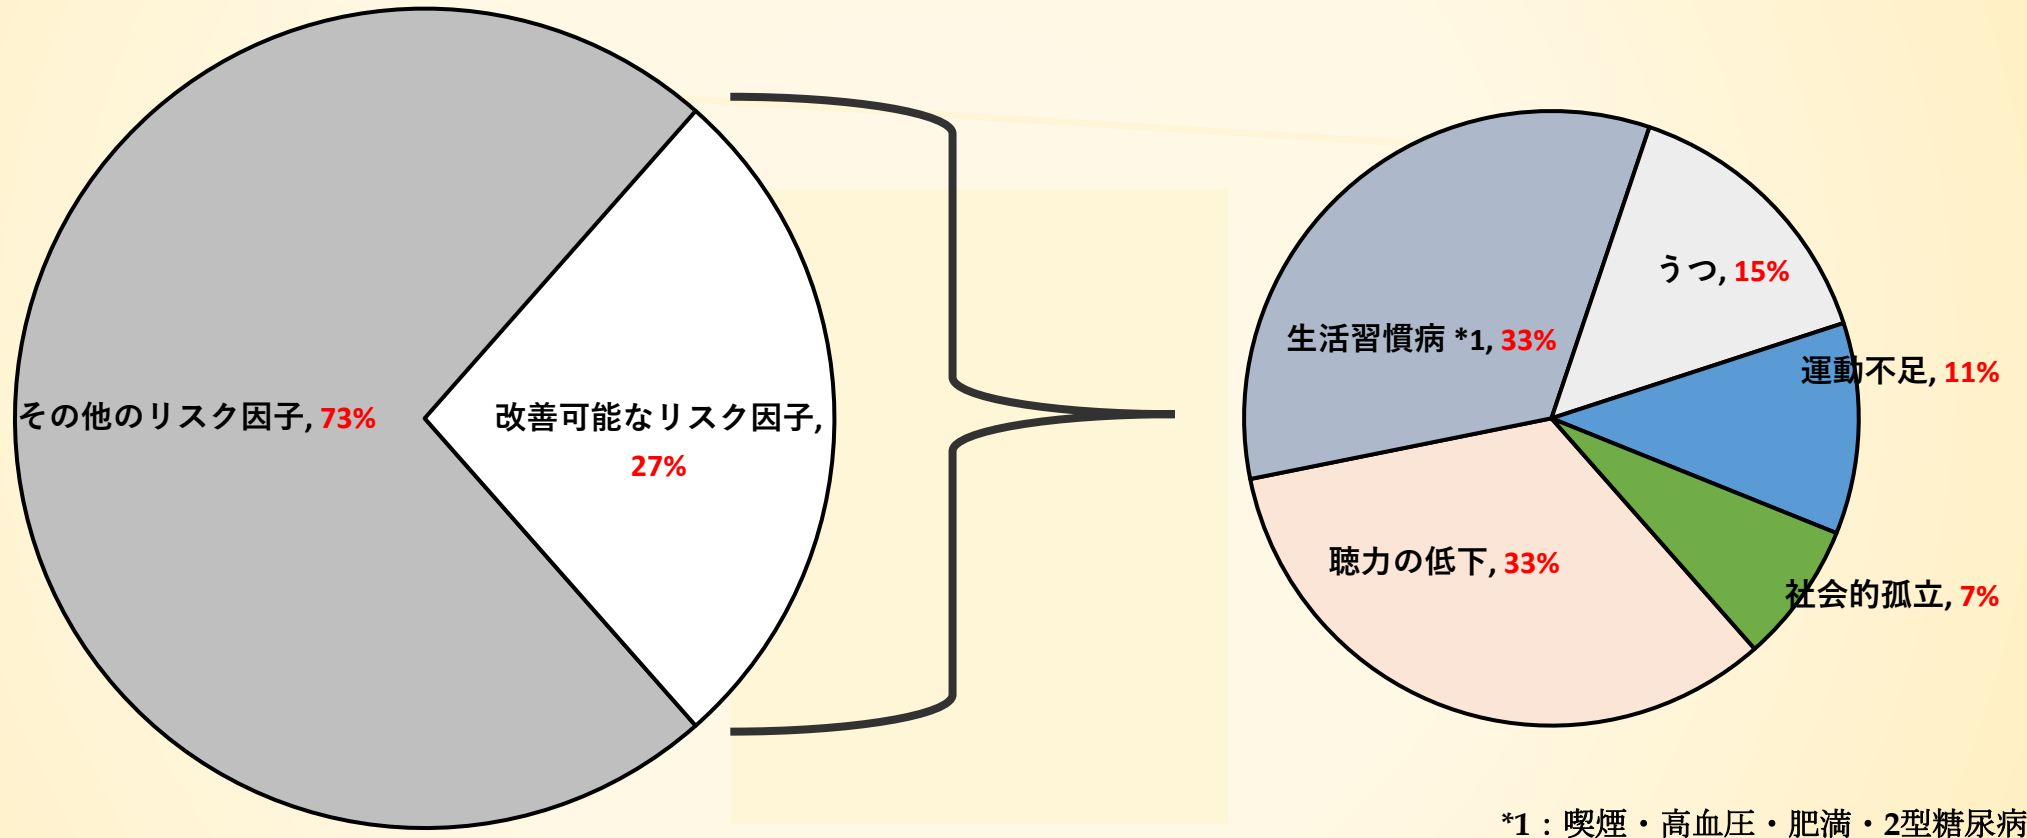 その他のリスク因子, 73%
改善可能なリスク因子,
27%
うつ, 15%
生活習慣病 *1, 33%
運動不足, 11%
聴力の低下, 33%
社会的孤立, 7%
*1：喫煙・高血圧・肥満・2型糖尿病